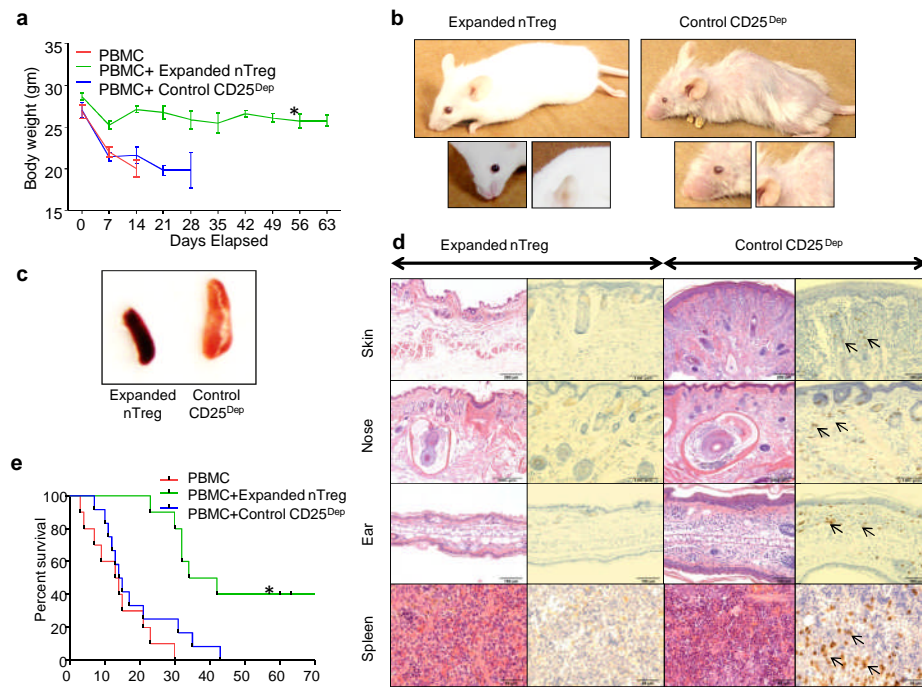 a
PBMC
PBMC+ Expanded nTreg
PBMC+ Control CD25Dep
*
Body weight (gm)
35
30
25
20
15
0 7 14 21 28 35 42 49 56 63
Days Elapsed
b
Expanded nTreg
Control CD25Dep
c
Expanded
nTreg
Control
CD25Dep
d
Expanded nTreg
Control CD25Dep
Skin
Nose
Ear
Spleen
e
PBMC
PBMC+Expanded nTreg
PBMC+Control CD25Dep
*
Percent survival
100
80
60
40
20
0
0 10 20 30 40 50 60 70